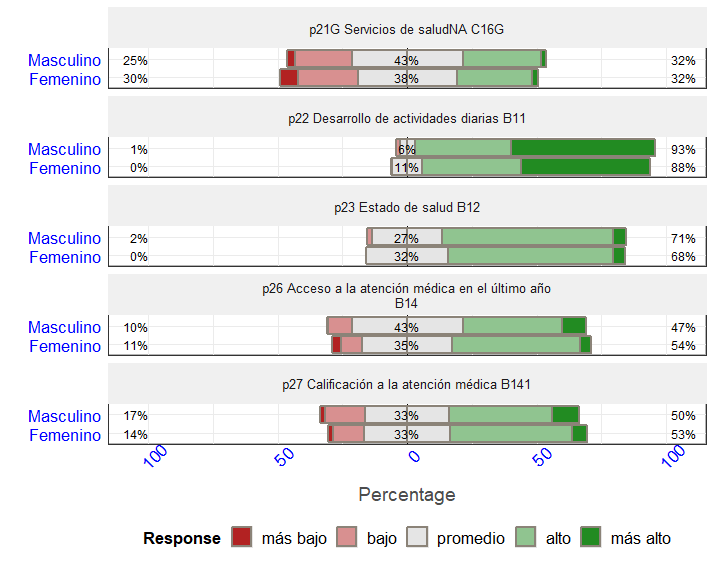 p21G Servicios de saludNA C16G
Masculino 25% 43% 32%
Femenino 30% 38% 32%
p22 Desarrollo de actividades diarias B11
Masculino 1% 6% 93%
Femenino 0% 11% 88%
p23 Estado de salud B12
Masculino 2% 27% 71%
Femenino 0% 32% 68%
p26 Acceso a la atención médica en el último año
B14
Masculino 10% 43% 47%
Femenino 11% 35% 54%
p27 Calificación a la atención médica B141
Masculino 17% 33% 50%
Femenino 14% 33% 53%
100 50 0 50 100
Percentage
Response más bajo bajo promedio alto más alto